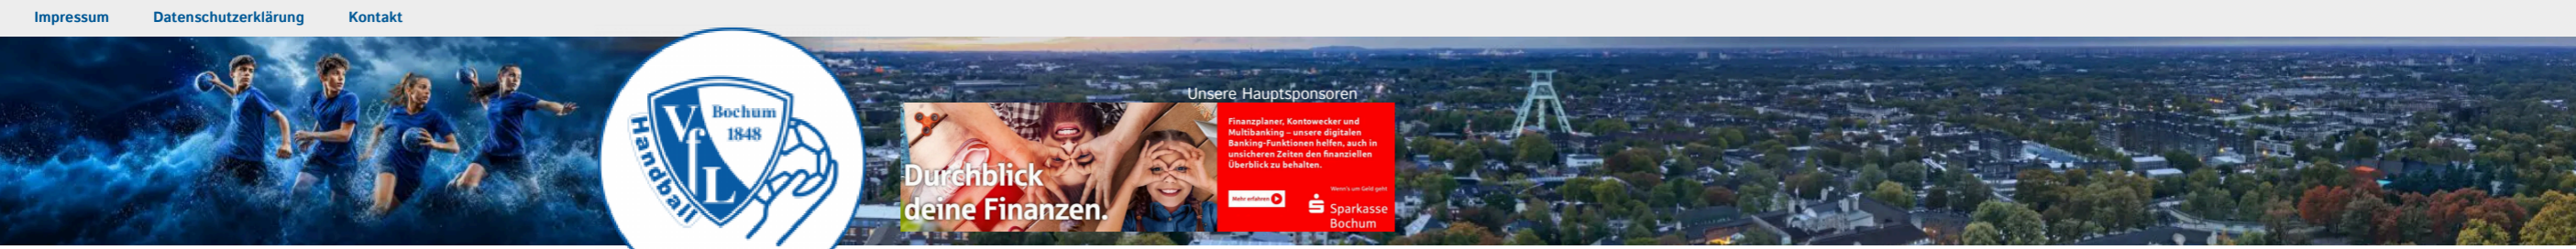 Impressum Datenschutzerklärung Kontakt
VfL
Bochum
1848
Handball
Unsere Hauptsponsoren
Durchblick
deine Finanzen.
Finanzplaner, Kontowecker und
Multibanking – unsere digitalen
Banking-Funktionen helfen, auch in
unsicheren Zeiten den finanziellen
Überblick zu behalten.
Mehr erfahren
Wenn's um Geld geht
Sparkasse
Bochum